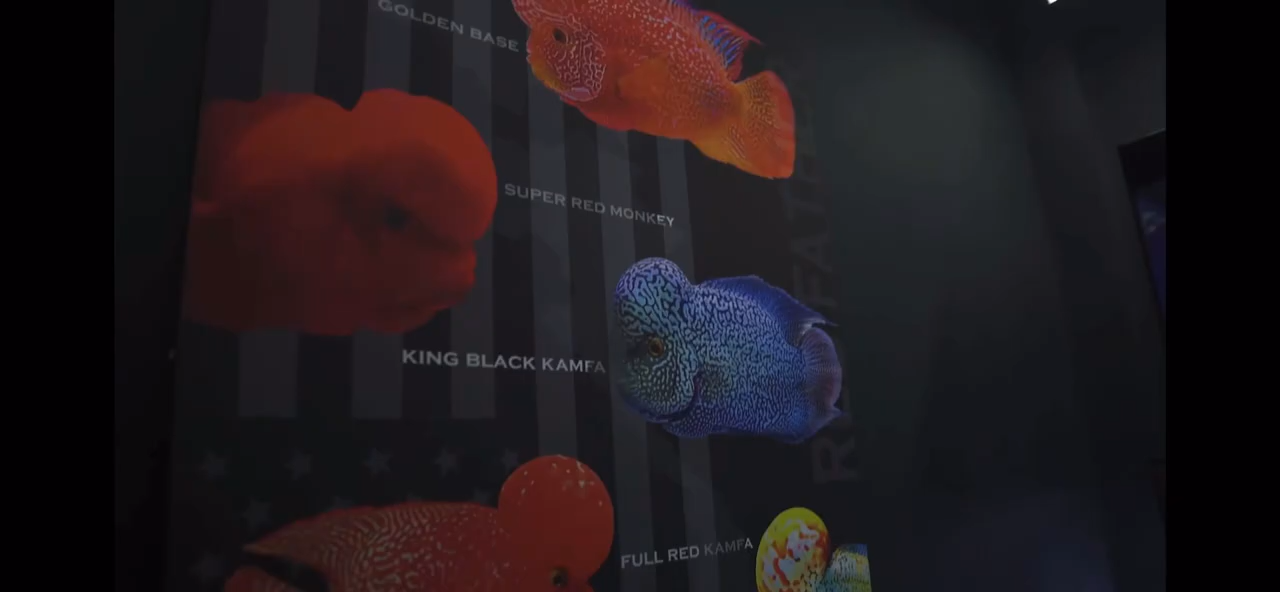 GOLDEN BASE
SUPER RED MONKEY
KING BLACK KAMFA
FULL RED KAMFA